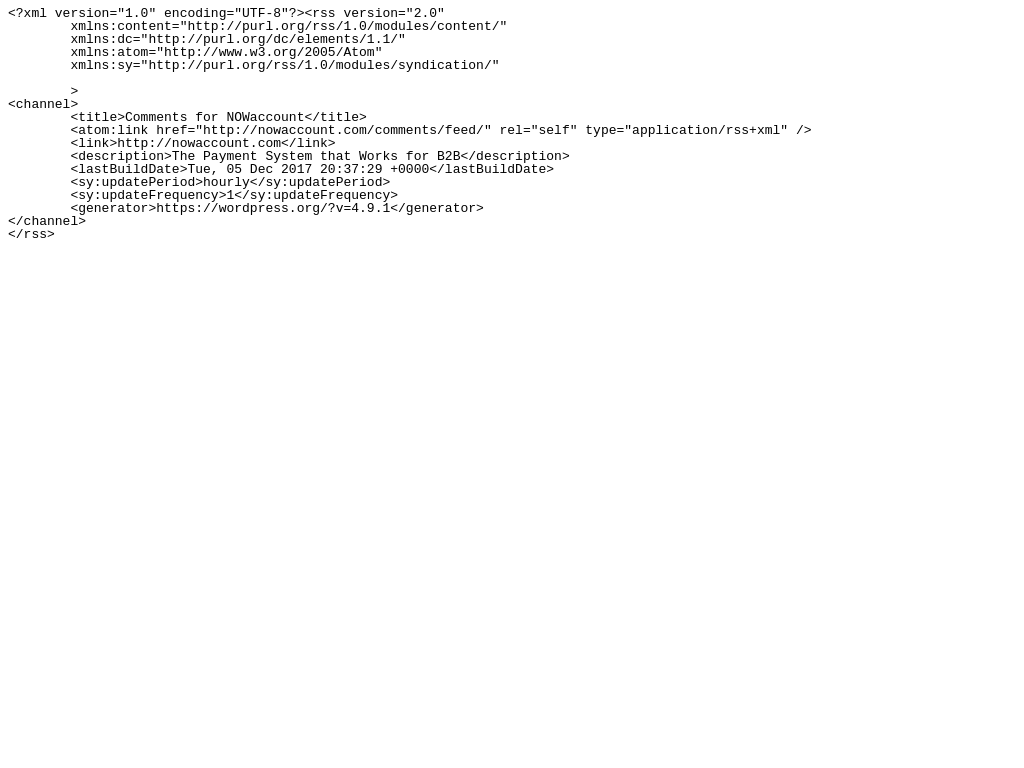 <?xml version="1.0" encoding="UTF-8"?><rss version="2.0"
	xmlns:content="http://purl.org/rss/1.0/modules/content/"
	xmlns:dc="http://purl.org/dc/elements/1.1/"
	xmlns:atom="http://www.w3.org/2005/Atom"
	xmlns:sy="http://purl.org/rss/1.0/modules/syndication/"
	>
<channel>
	<title>Comments for NOWaccount</title>
	<atom:link href="http://nowaccount.com/comments/feed/" rel="self" type="application/rss+xml" />
	<link>http://nowaccount.com</link>
	<description>The Payment System that Works for B2B</description>
	<lastBuildDate>Tue, 05 Dec 2017 20:37:29 +0000</lastBuildDate>
	<sy:updatePeriod>hourly</sy:updatePeriod>
	<sy:updateFrequency>1</sy:updateFrequency>
	<generator>https://wordpress.org/?v=4.9.1</generator>
</channel>
</rss>